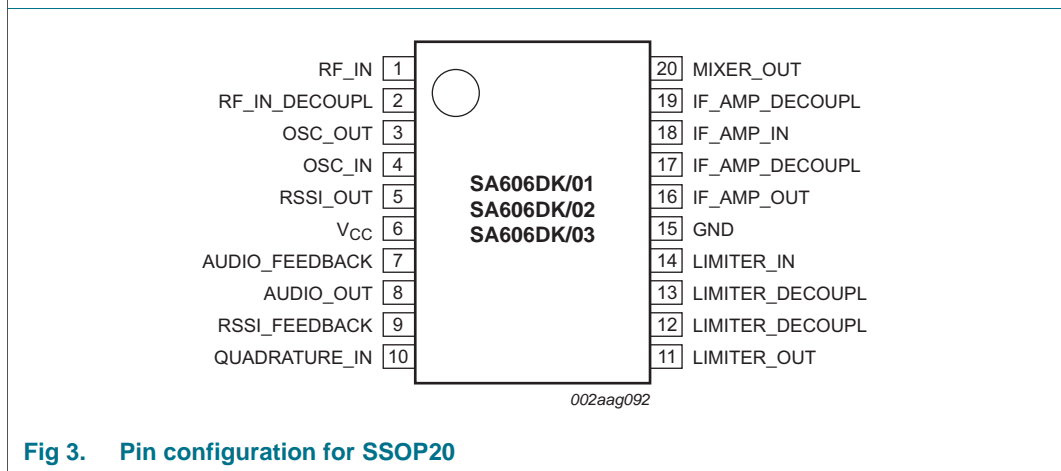 RF_IN 1
RF_IN_DECOUPL 2
OSC_OUT 3
OSC_IN 4
RSSI_OUT 5
VCC 6
AUDIO_FEEDBACK 7
AUDIO_OUT 8
RSSI_FEEDBACK 9
QUADRATURE_IN 10
SA606DK/01
SA606DK/02
SA606DK/03
20 MIXER_OUT
19 IF_AMP_DECOUPL
18 IF_AMP_IN
17 IF_AMP_DECOUPL
16 IF_AMP_OUT
15 GND
14 LIMITER_IN
13 LIMITER_DECOUPL
12 LIMITER_DECOUPL
11 LIMITER_OUT
002aag092
Fig 3. Pin configuration for SSOP20